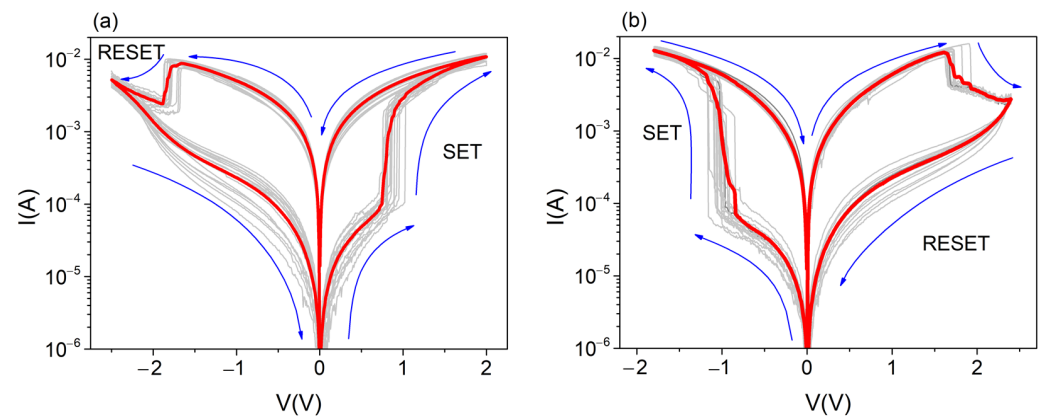 (a)
RESET
SET
I(A)
10⁻²
10⁻³
10⁻⁴
10⁻⁵
10⁻⁶
−2 −1 0 1 2
V(V)
(b)
SET
RESET
I(A)
10⁻²
10⁻³
10⁻⁴
10⁻⁵
10⁻⁶
−2 −1 0 1 2
V(V)